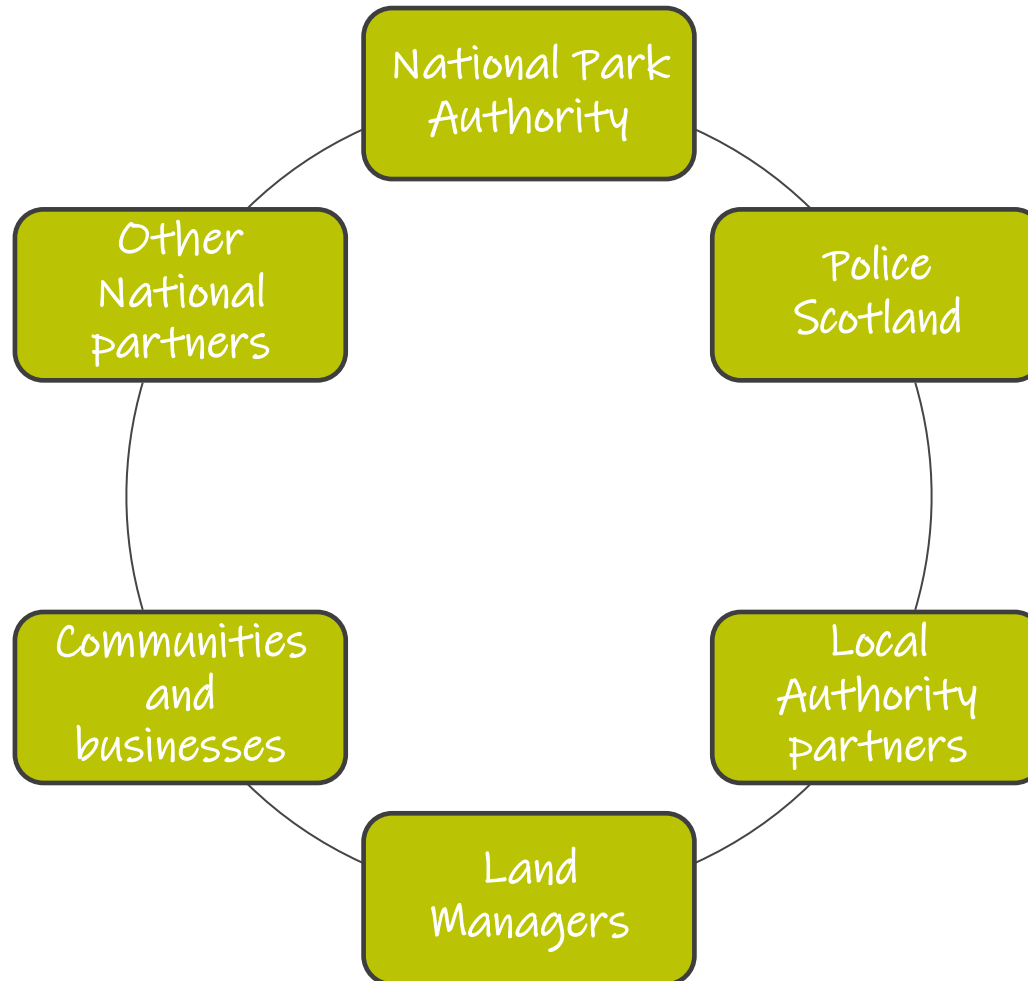 National Park
Authority
Police
Scotland
Local
Authority
partners
Land
Managers
Communities
and
businesses
Other
National
partners